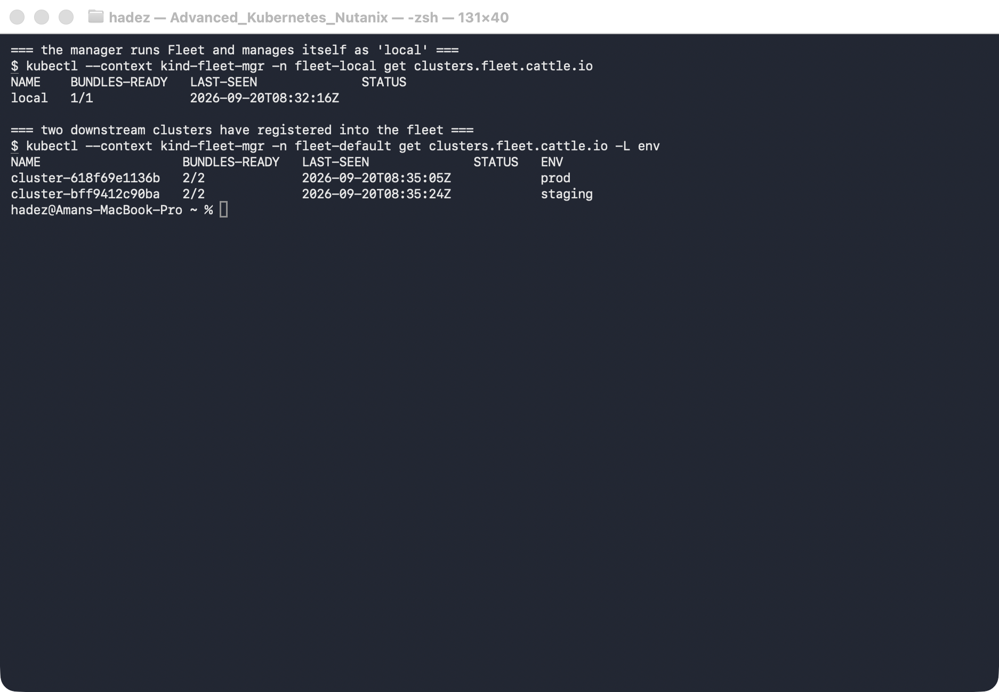 hadez — Advanced_Kubernetes_Nutanix — -zsh — 131×40
=== the manager runs Fleet and manages itself as 'local' ===
$ kubectl --context kind-fleet-mgr -n fleet-local get clusters.fleet.cattle.io
NAME    BUNDLES-READY   LAST-SEEN              STATUS
local   1/1             2026-09-20T08:32:16Z
=== two downstream clusters have registered into the fleet ===
$ kubectl --context kind-fleet-mgr -n fleet-default get clusters.fleet.cattle.io -L env
NAME                   BUNDLES-READY   LAST-SEEN              STATUS   ENV
cluster-618f69e1136b   2/2             2026-09-20T08:35:05Z            prod
cluster-bff9412c90ba   2/2             2026-09-20T08:35:24Z            staging
hadez@Amans-MacBook-Pro ~ %